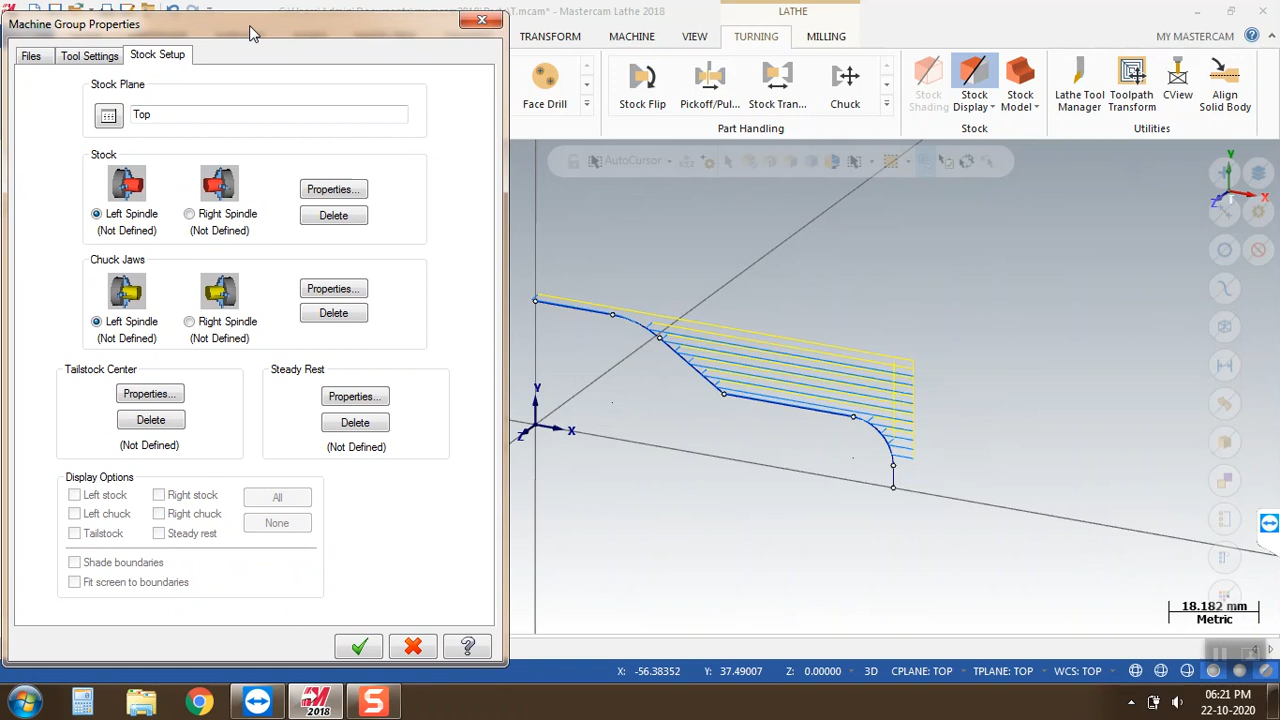 Machine Group Properties
Mastercam Lathe 2018
LATHE
TRANSFORM MACHINE VIEW TURNING MILLING MY MASTERCAM
Files Tool Settings Stock Setup
Stock Plane
Top
Stock
Left Spindle Right Spindle
(Not Defined) (Not Defined)
Properties...
Delete
Chuck Jaws
Left Spindle Right Spindle
(Not Defined) (Not Defined)
Properties...
Delete
Tailstock Center
Properties...
Delete
(Not Defined)
Steady Rest
Properties...
Delete
(Not Defined)
Display Options
Left stock Right stock All
Left chuck Right chuck
None
Tailstock Steady rest
Shade boundaries
Fit screen to boundaries
Face Drill
Stock Flip
Pickoff/Pul...
Stock Tran...
Chuck
Part Handling
Stock Shading
Stock Display
Stock Model
Stock
Lathe Tool Manager
Toolpath Transform
CView
Align Solid Body
Utilities
AutoCursor
Y
X
Z
Y
X
Z
18.182 mm
Metric
X: -56.38352 Y: 37.49007 Z: 0.00000 3D CPLANE: TOP TPLANE: TOP WCS: TOP
2018
S
06:21 PM
22-10-2020